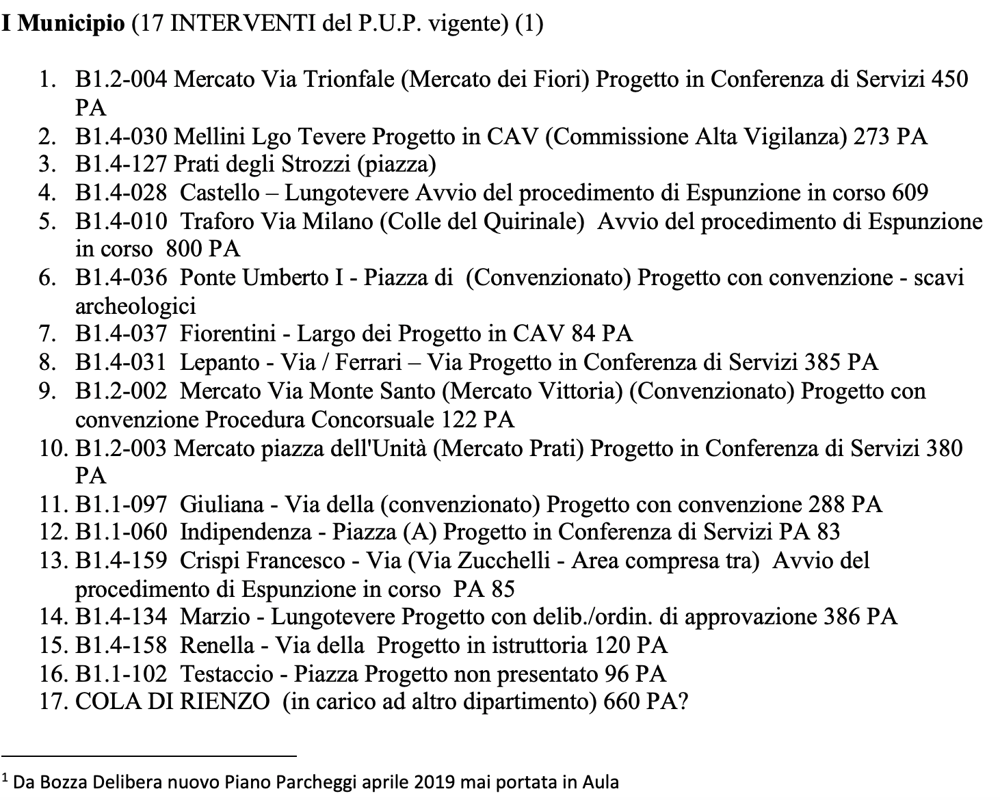 I Municipio (17 INTERVENTI del P.U.P. vigente) (1)
1. B1.2-004 Mercato Via Trionfale (Mercato dei Fiori) Progetto in Conferenza di Servizi 450
PA
2. B1.4-030 Mellini Lgo Tevere Progetto in CAV (Commissione Alta Vigilanza) 273 PA
3. B1.4-127 Prati degli Strozzi (piazza)
4. B1.4-028 Castello – Lungotevere Avvio del procedimento di Espunzione in corso 609
5. B1.4-010 Traforo Via Milano (Colle del Quirinale) Avvio del procedimento di Espunzione
in corso 800 PA
6. B1.4-036 Ponte Umberto I - Piazza di (Convenzionato) Progetto con convenzione - scavi
archeologici
7. B1.4-037 Fiorentini - Largo dei Progetto in CAV 84 PA
8. B1.4-031 Lepanto - Via / Ferrari – Via Progetto in Conferenza di Servizi 385 PA
9. B1.2-002 Mercato Via Monte Santo (Mercato Vittoria) (Convenzionato) Progetto con
convenzione Procedura Concorsuale 122 PA
10. B1.2-003 Mercato piazza dell'Unità (Mercato Prati) Progetto in Conferenza di Servizi 380
PA
11. B1.1-097 Giuliana - Via della (convenzionato) Progetto con convenzione 288 PA
12. B1.1-060 Indipendenza - Piazza (A) Progetto in Conferenza di Servizi PA 83
13. B1.4-159 Crispi Francesco - Via (Via Zucchelli - Area compresa tra) Avvio del
procedimento di Espunzione in corso PA 85
14. B1.4-134 Marzio - Lungotevere Progetto con delib./ordin. di approvazione 386 PA
15. B1.4-158 Renella - Via della Progetto in istruttoria 120 PA
16. B1.1-102 Testaccio - Piazza Progetto non presentato 96 PA
17. COLA DI RIENZO (in carico ad altro dipartimento) 660 PA?
1 Da Bozza Delibera nuovo Piano Parcheggi aprile 2019 mai portata in Aula